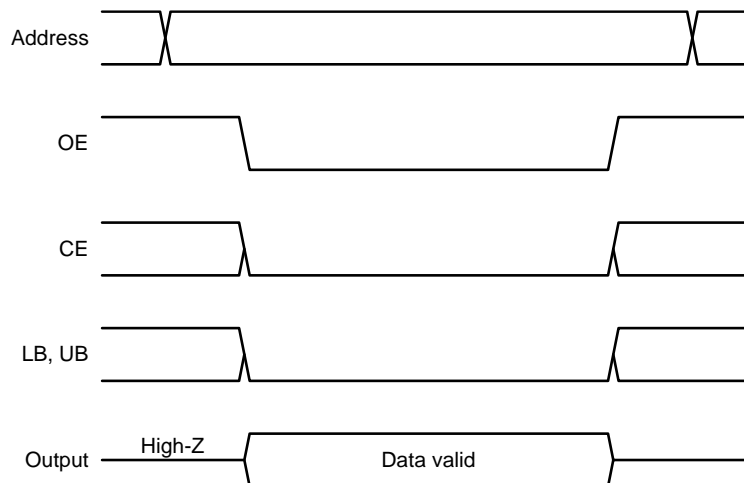 Address
OE
CE
LB, UB
Output
High-Z
Data valid